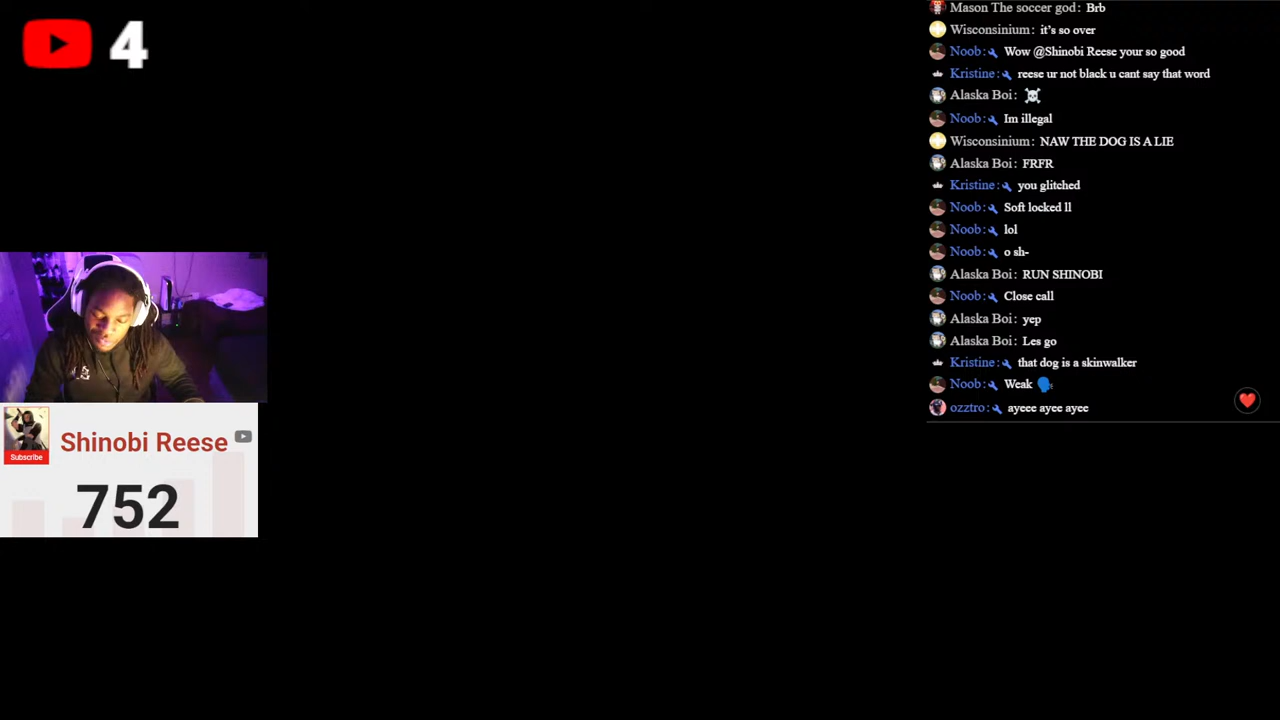 4
Mason The soccer god: Brb
Wisconsinium: it's so over
Noob: Wow @Shinobi Reese your so good
Kristine: reese ur not black u cant say that word
Alaska Boi: ☠️
Noob: Im illegal
Wisconsinium: NAW THE DOG IS A LIE
Alaska Boi: FRFR
Kristine: you glitched
Noob: Soft locked ll
Noob: lol
Noob: o sh-
Alaska Boi: RUN SHINOBI
Noob: Close call
Alaska Boi: yep
Alaska Boi: Les go
Kristine: that dog is a skinwalker
Noob: Weak 🗣️
ozztro: ayeee ayee ayee
Shinobi Reese
Subscribe
752